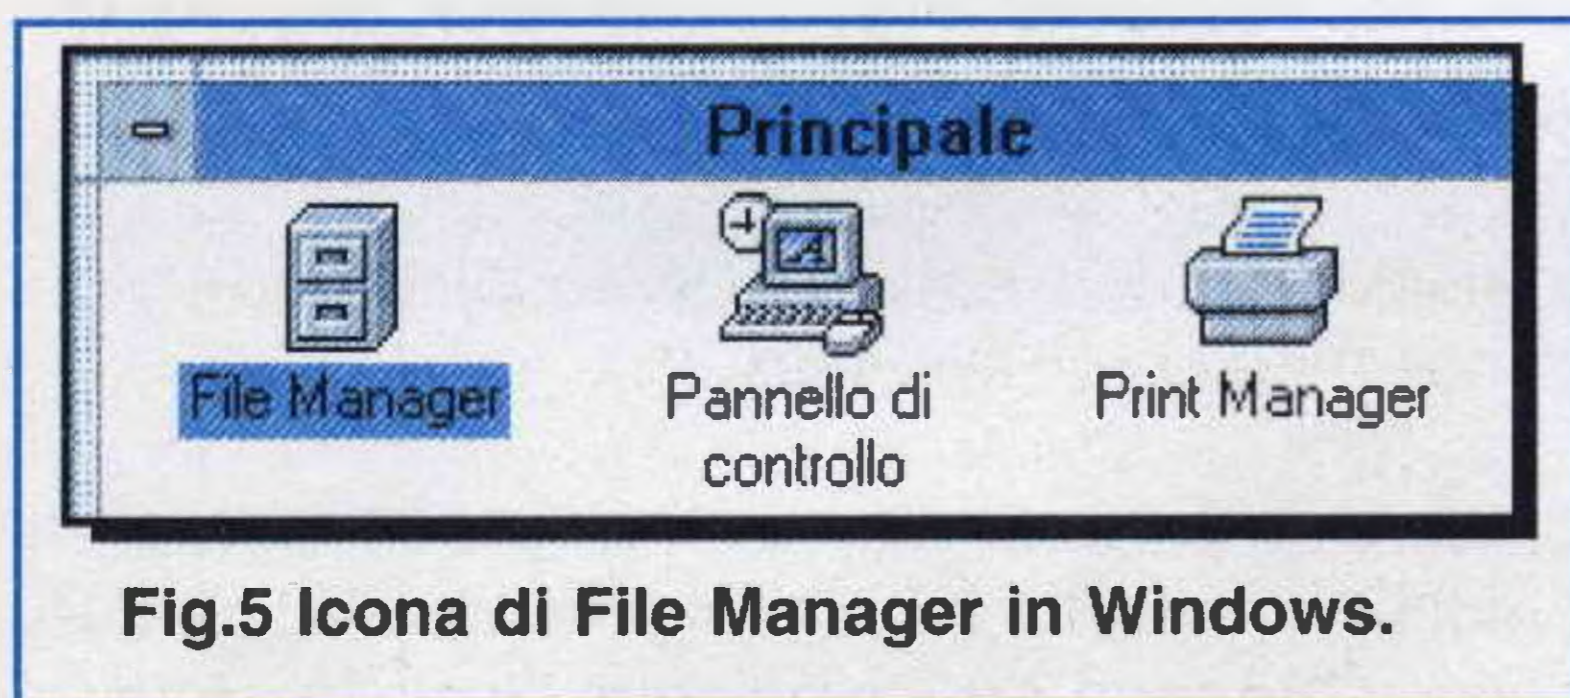 Principale
File Manager
Pannello di
controllo
Print Manager
Fig.5 Icona di File Manager in Windows.